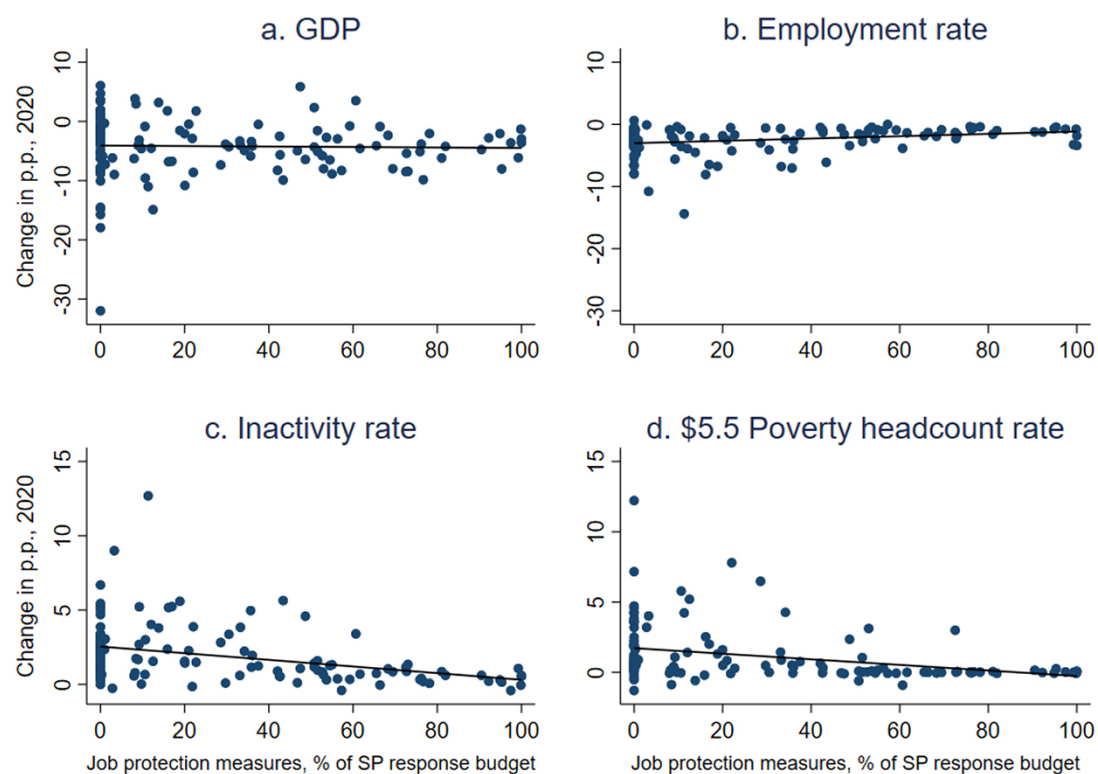 a. GDP
b. Employment rate
Change in p.p., 2020
10
0
-10
-20
-30
0 20 40 60 80 100
10
0
-10
-20
-30
0 20 40 60 80 100
c. Inactivity rate
d. $5.5 Poverty headcount rate
Change in p.p., 2020
15
10
5
0
0 20 40 60 80 100
15
10
5
0
0 20 40 60 80 100
Job protection measures, % of SP response budget
Job protection measures, % of SP response budget